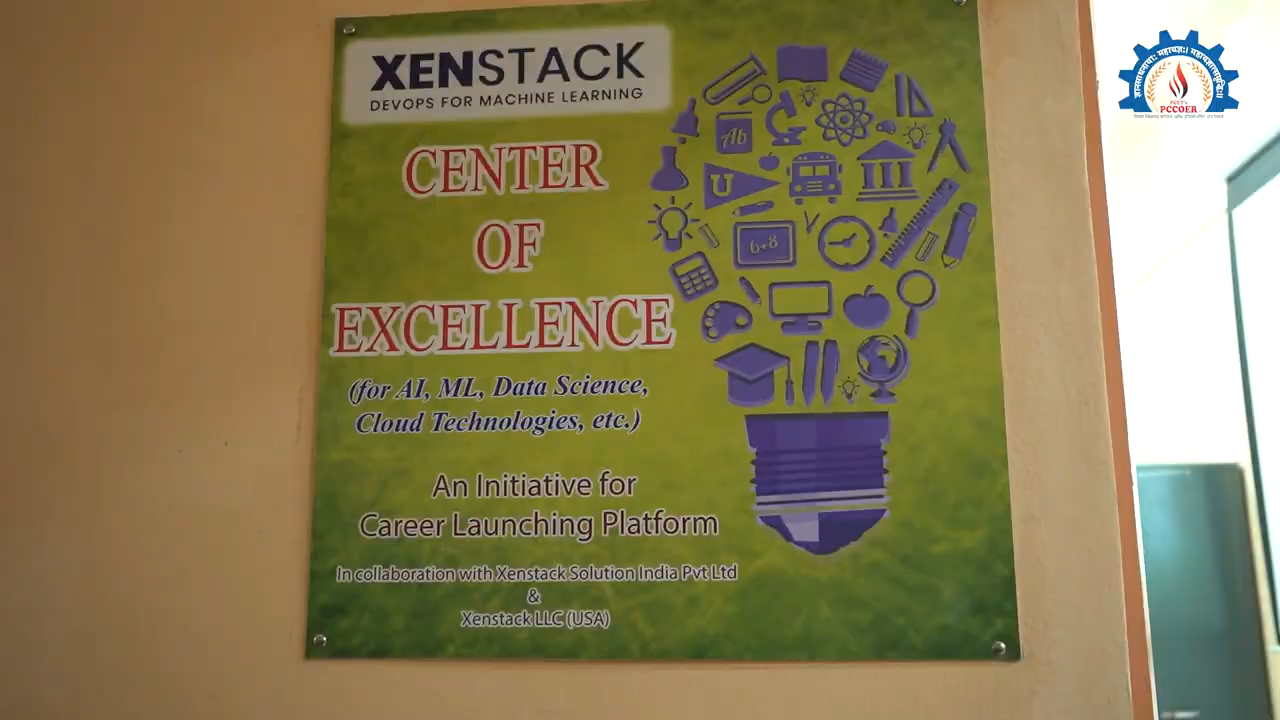 XENSTACK
DEVOPS FOR MACHINE LEARNING
CENTER
OF
EXCELLENCE
(for AI, ML, Data Science,
Cloud Technologies, etc.)
An Initiative for
Career Launching Platform
In collaboration with Xenstack Solution India Pvt Ltd
&
Xenstack LLC (USA)
Ab
U
6+8
PCET's
PCCOER